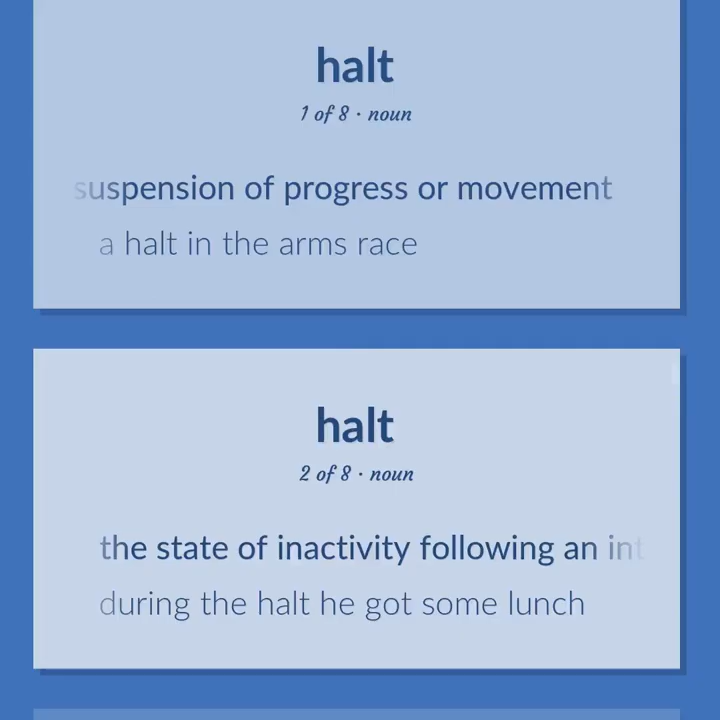 halt
1 of 8 · noun
suspension of progress or movement
a halt in the arms race
halt
2 of 8 · noun
the state of inactivity following an
during the halt he got some lunch